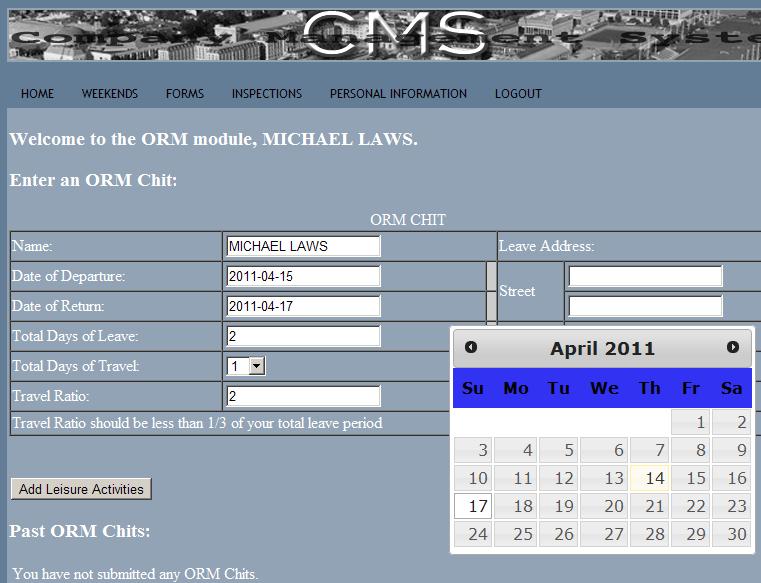 CMS
Company Management Syste
HOME WEEKENDS FORMS INSPECTIONS PERSONAL INFORMATION LOGOUT
Welcome to the ORM module, MICHAEL LAWS.
Enter an ORM Chit:
ORM CHIT
Name: MICHAEL LAWS Leave Address:
Date of Departure: 2011-04-15
Street
Date of Return: 2011-04-17
Total Days of Leave: 2
Total Days of Travel: 1
Travel Ratio: 2
Travel Ratio should be less than 1/3 of your total leave period
April 2011
Su Mo Tu We Th Fr Sa
1 2
3 4 5 6 7 8 9
10 11 12 13 14 15 16
17 18 19 20 21 22 23
24 25 26 27 28 29 30
Add Leisure Activities
Past ORM Chits:
You have not submitted any ORM Chits.